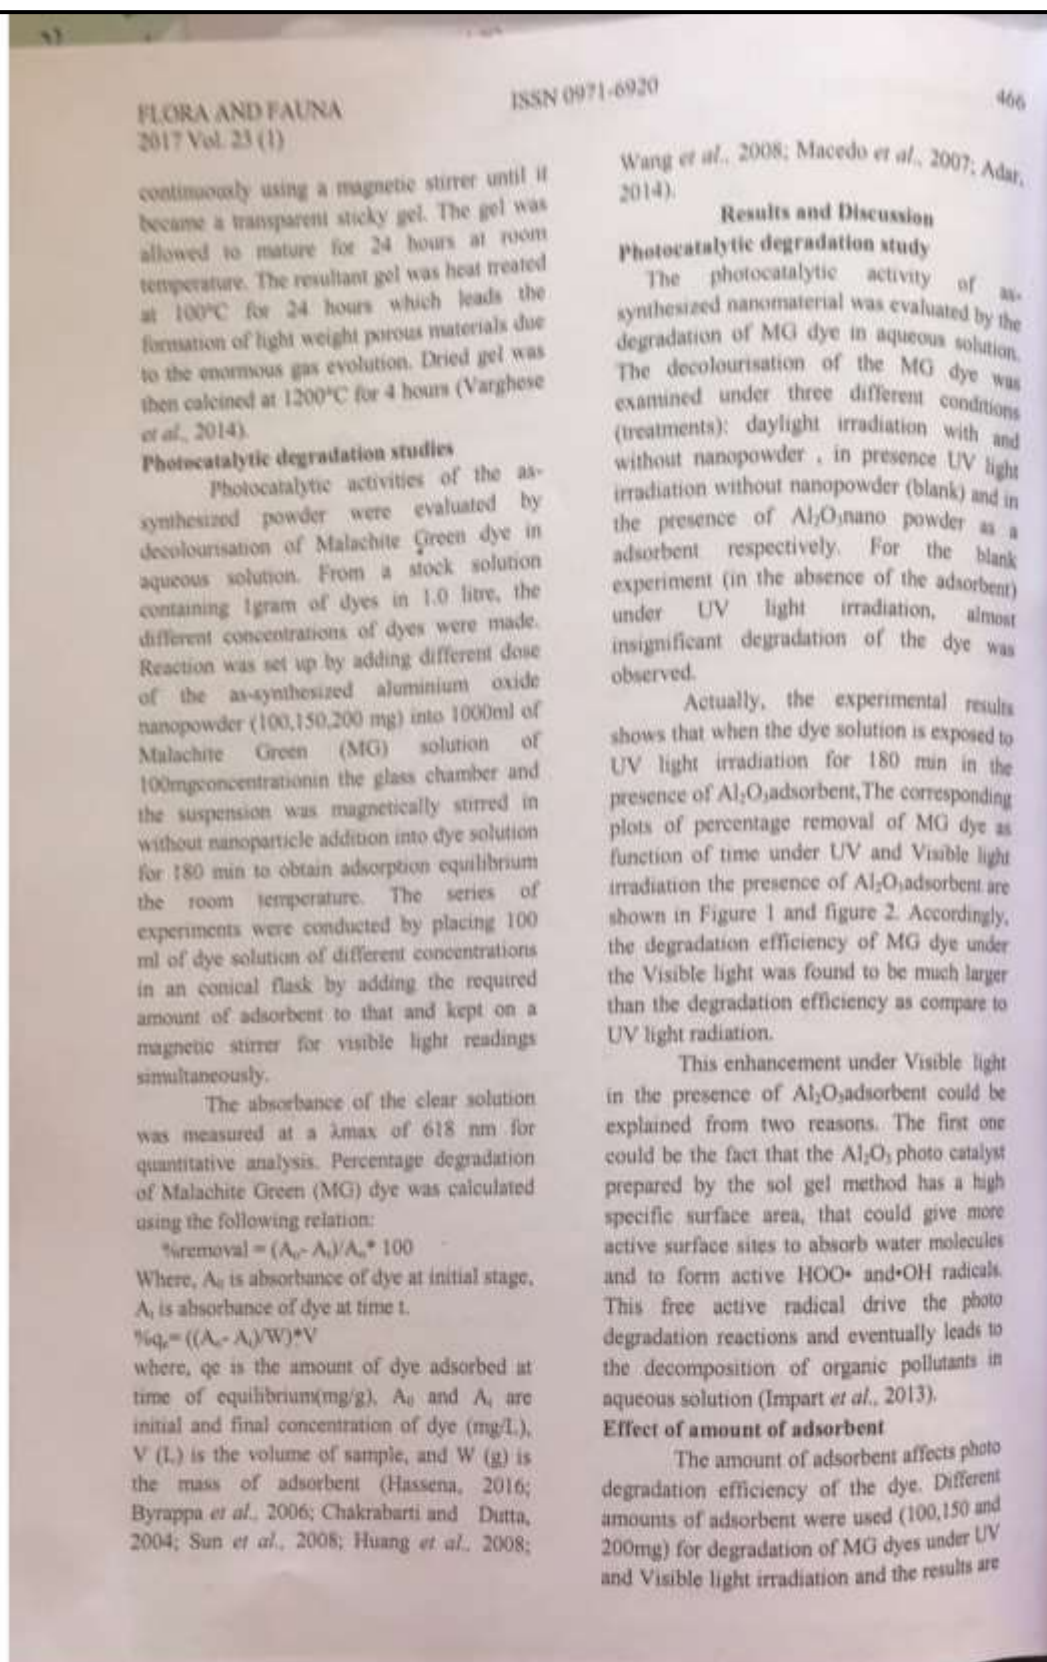 FLORA AND FAUNA
2017 Vol. 23 (1)
ISSN 0971-6920
466
continuously using a magnetic stirrer until it
became a transparent sticky gel. The gel was
allowed to mature for 24 hours at room
temperature. The resultant gel was heat treated
at 100°C for 24 hours which leads the
formation of light weight porous materials due
to the enormous gas evolution. Dried gel was
then calcined at 1200°C for 4 hours (Varghese
et al., 2014).
Photocatalytic degradation studies
Photocatalytic activities of the as-
synthesized powder were evaluated by
decolourisation of Malachite Green dye in
aqueous solution. From a stock solution
containing 1gram of dyes in 1.0 litre, the
different concentrations of dyes were made.
Reaction was set up by adding different dose
of the as-synthesized aluminium oxide
nanopowder (100,150,200 mg) into 1000ml of
Malachite Green (MG) solution of
100mgconcentrationin the glass chamber and
the suspension was magnetically stirred in
without nanoparticle addition into dye solution
for 180 min to obtain adsorption equilibrium
the room temperature. The series of
experiments were conducted by placing 100
ml of dye solution of different concentrations
in an conical flask by adding the required
amount of adsorbent to that and kept on a
magnetic stirrer for visible light readings
simultaneously.
The absorbance of the clear solution
was measured at a λmax of 618 nm for
quantitative analysis. Percentage degradation
of Malachite Green (MG) dye was calculated
using the following relation:
%removal = (A₀- Aₜ)/A₀* 100
Where, A₀ is absorbance of dye at initial stage,
Aₜ is absorbance of dye at time t.
%qₑ= ((A₀- Aₜ)/W)*V
where, qe is the amount of dye adsorbed at
time of equilibrium(mg/g), A₀ and Aₜ are
initial and final concentration of dye (mg/L),
V (L) is the volume of sample, and W (g) is
the mass of adsorbent (Hassena, 2016;
Byrappa et al., 2006; Chakrabarti and Dutta,
2004; Sun et al., 2008; Huang et al., 2008;
Wang et al., 2008; Macedo et al., 2007; Adar,
2014).
Results and Discussion
Photocatalytic degradation study
The photocatalytic activity of as-
synthesized nanomaterial was evaluated by the
degradation of MG dye in aqueous solution.
The decolourisation of the MG dye was
examined under three different conditions
(treatments): daylight irradiation with and
without nanopowder , in presence UV light
irradiation without nanopowder (blank) and in
the presence of Al₂O₃nano powder as a
adsorbent respectively. For the blank
experiment (in the absence of the adsorbent)
under UV light irradiation, almost
insignificant degradation of the dye was
observed.
Actually, the experimental results
shows that when the dye solution is exposed to
UV light irradiation for 180 min in the
presence of Al₂O₃adsorbent,The corresponding
plots of percentage removal of MG dye as
function of time under UV and Visible light
irradiation the presence of Al₂O₃adsorbent are
shown in Figure 1 and figure 2. Accordingly,
the degradation efficiency of MG dye under
the Visible light was found to be much larger
than the degradation efficiency as compare to
UV light radiation.
This enhancement under Visible light
in the presence of Al₂O₃adsorbent could be
explained from two reasons. The first one
could be the fact that the Al₂O₃ photo catalyst
prepared by the sol gel method has a high
specific surface area, that could give more
active surface sites to absorb water molecules
and to form active HOO• and•OH radicals.
This free active radical drive the photo
degradation reactions and eventually leads to
the decomposition of organic pollutants in
aqueous solution (Impart et al., 2013).
Effect of amount of adsorbent
The amount of adsorbent affects photo
degradation efficiency of the dye. Different
amounts of adsorbent were used (100,150 and
200mg) for degradation of MG dyes under UV
and Visible light irradiation and the results are